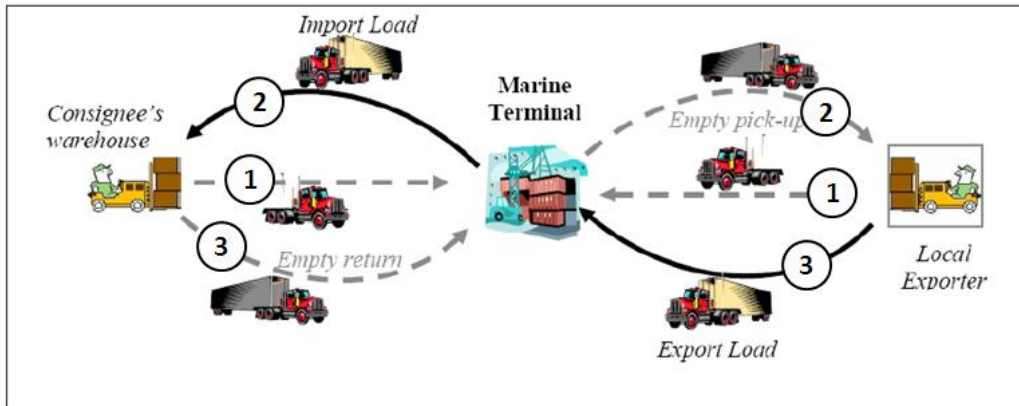 Import Load
Marine
Terminal
Consignee's
warehouse
2
1
3
Empty return
Empty pick-up
2
1
3
Local
Exporter
Export Load